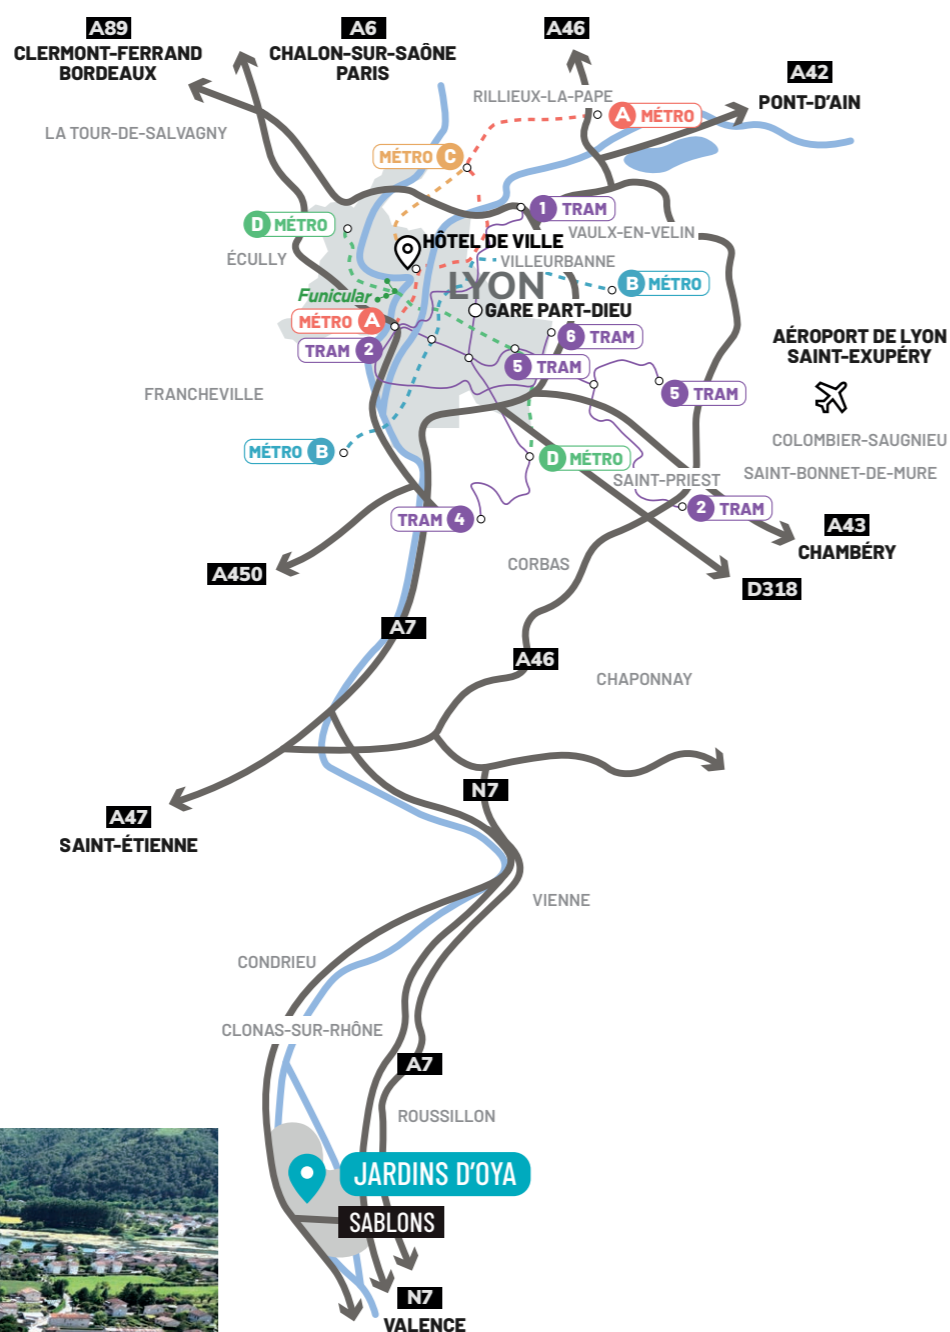 A89
CLERMONT-FERRAND
BORDEAUX
A6
CHALON-SUR-SAÔNE
PARIS
A46
A42
PONT-D'AIN
RILLIEUX-LA-PAPE
A MÉTRO
LA TOUR-DE-SALVAGNY
MÉTRO C
1 TRAM
D MÉTRO
VAULX-EN-VELIN
HÔTEL DE VILLE
ÉCULLY
VILLEURBANNE
LYON
B MÉTRO
Funicular
GARE PART-DIEU
MÉTRO A
6 TRAM
TRAM 2
AÉROPORT DE LYON
SAINT-EXUPÉRY
5 TRAM
5 TRAM
FRANCHEVILLE
COLOMBIER-SAUGNIEU
MÉTRO B
D MÉTRO
SAINT-PRIEST
SAINT-BONNET-DE-MURE
2 TRAM
TRAM 4
A43
CHAMBÉRY
CORBAS
A450
D318
A7
A46
CHAPONNAY
N7
A47
SAINT-ÉTIENNE
VIENNE
CONDRIEU
CLONAS-SUR-RHÔNE
A7
ROUSSILLON
JARDINS D'OYA
SABLONS
N7
VALENCE